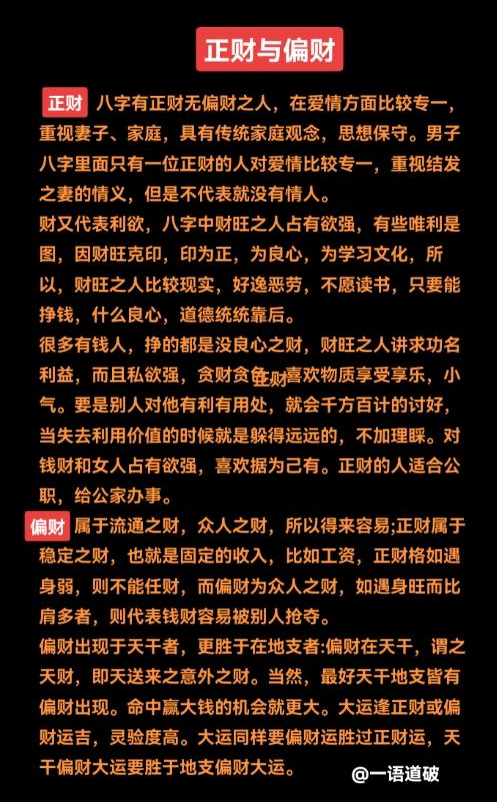 正财与偏财
正财 八字有正财无偏财之人，在爱情方面比较专一，
重视妻子、家庭，具有传统家庭观念，思想保守。男子
八字里面只有一位正财的人对爱情比较专一，重视结发
之妻的情义，但是不代表就没有情人。
财又代表利欲，八字中财旺之人占有欲强，有些唯利是
图，因财旺克印，印为正，为良心，为学习文化，所
以，财旺之人比较现实，好逸恶劳，不愿读书，只要能
挣钱，什么良心，道德统统靠后。
很多有钱人，挣的都是没良心之财，财旺之人讲求功名
利益，而且私欲强，贪财贪色，喜欢物质享受享乐，小
正财
气。要是别人对他有利有用处，就会千方百计的讨好，
当失去利用价值的时候就是躲得远远的，不加理睬。对
钱财和女人占有欲强，喜欢据为己有。正财的人适合公
职，给公家办事。
偏财 属于流通之财，众人之财，所以得来容易;正财属于
稳定之财，也就是固定的收入，比如工资，正财格如遇
身弱，则不能任财，而偏财为众人之财，如遇身旺而比
肩多者，则代表钱财容易被别人抢夺。
偏财出现于天干者，更胜于在地支者:偏财在天干，谓之
天财，即天送来之意外之财。当然，最好天干地支皆有
偏财出现。命中赢大钱的机会就更大。大运逢正财或偏
财运吉，灵验度高。大运同样要偏财运胜过正财运，天
干偏财大运要胜于地支偏财大运。
@一语道破